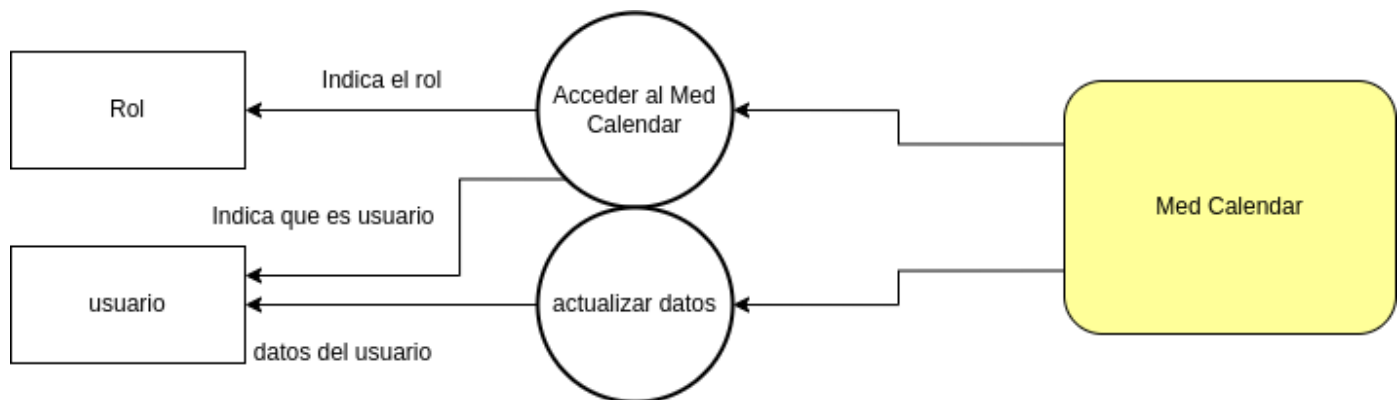 Indica el rol
Rol
Acceder al Med
Calendar
Med Calendar
Indica que es usuario
usuario
actualizar datos
datos del usuario